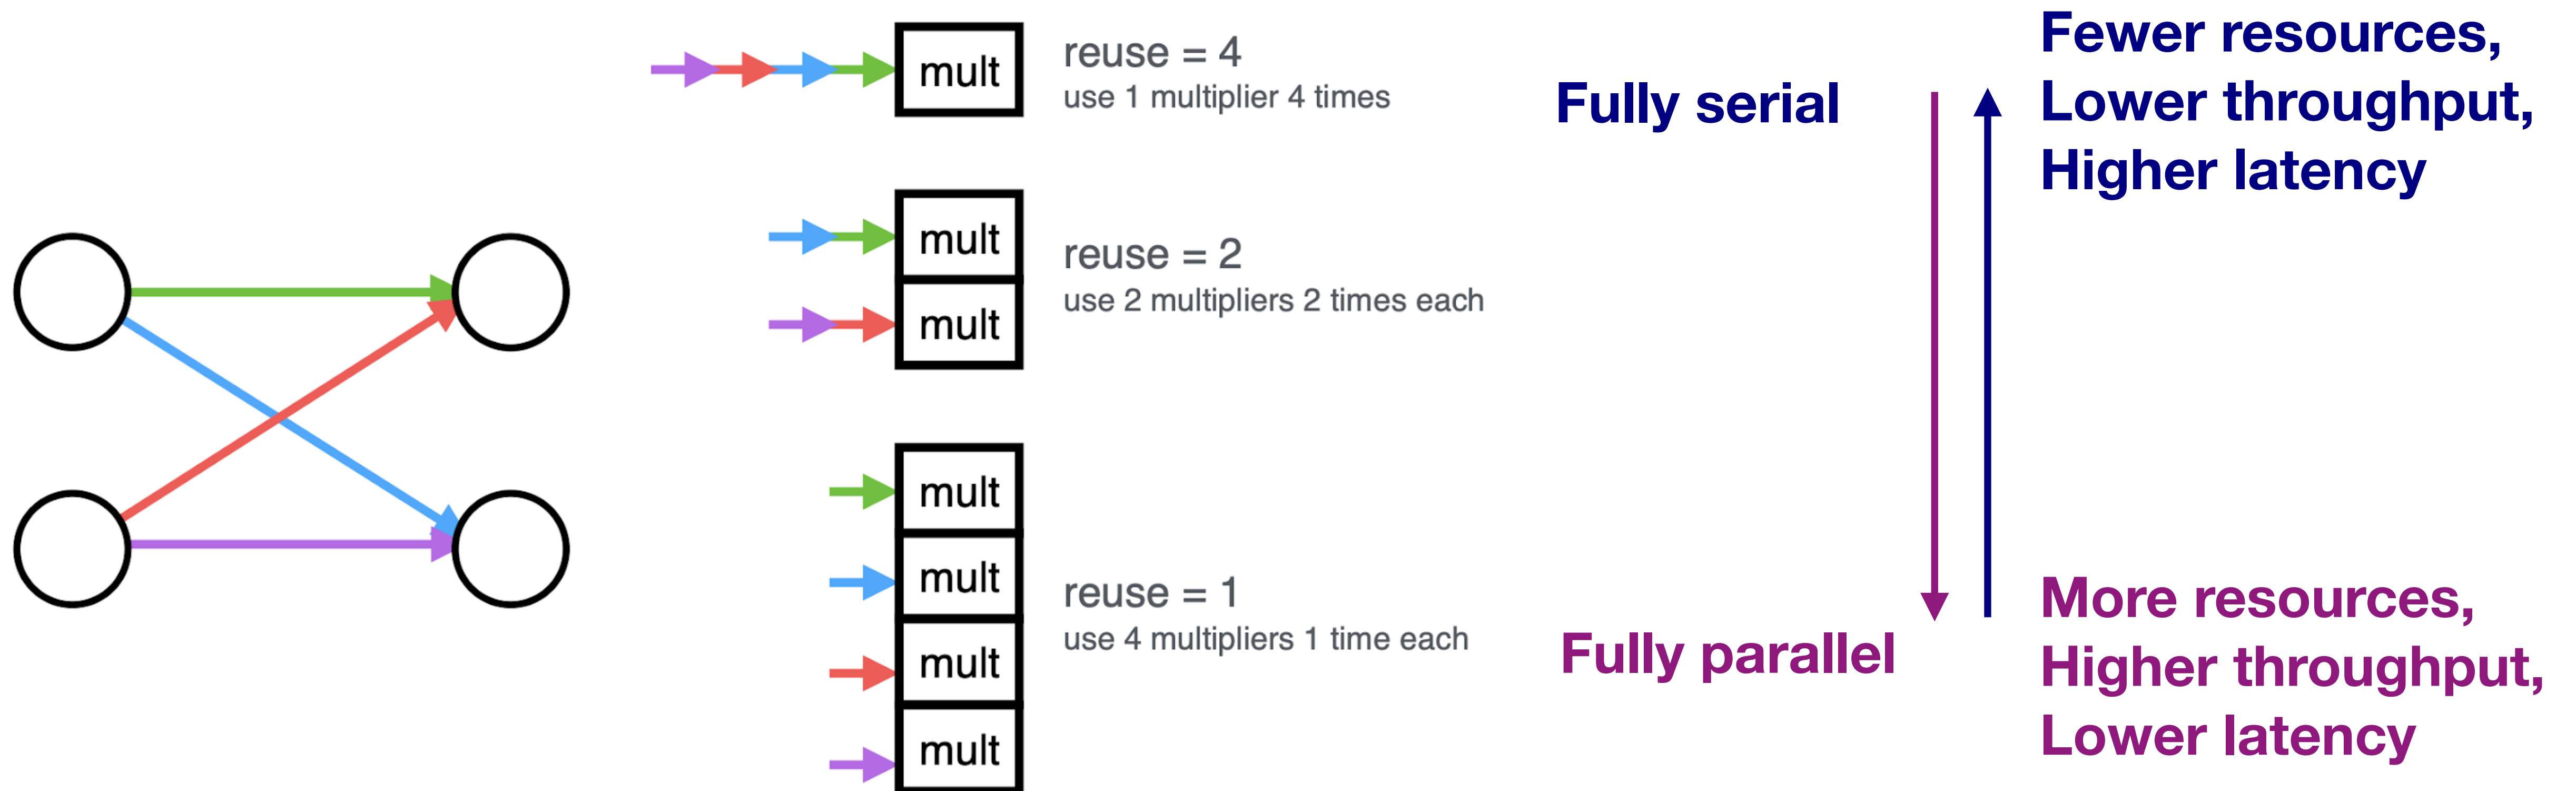 mult
reuse = 4
use 1 multiplier 4 times
mult
mult
reuse = 2
use 2 multipliers 2 times each
mult
mult
mult
mult
reuse = 1
use 4 multipliers 1 time each
Fully serial
Fully parallel
Fewer resources,
Lower throughput,
Higher latency
More resources,
Higher throughput,
Lower latency